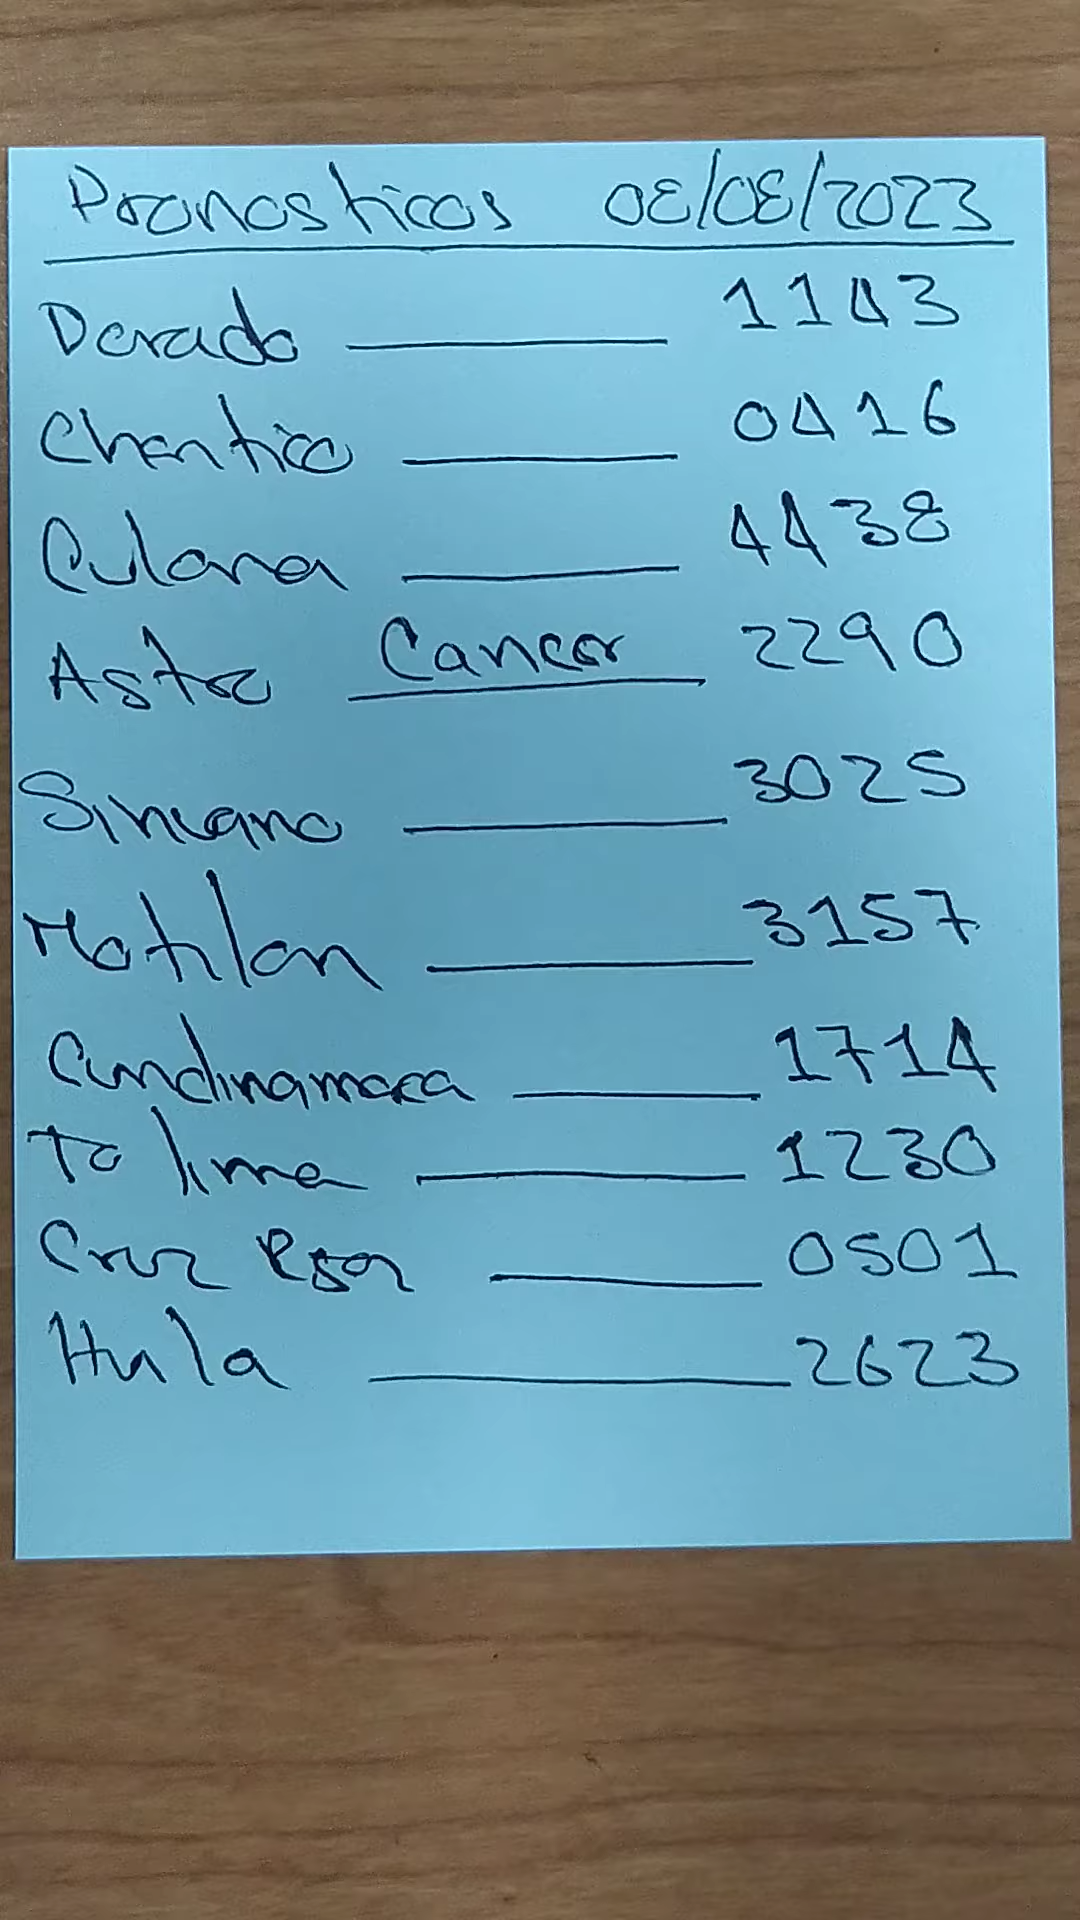 Pronosticos 08/08/2023
Dorado 1143
Chontico 0416
Culona 4438
Astro Cancer 2290
Sinuano 3025
Motilon 3157
Cundinamarca 1714
Tolima 1230
Cruz Roja 0501
Huila 2623